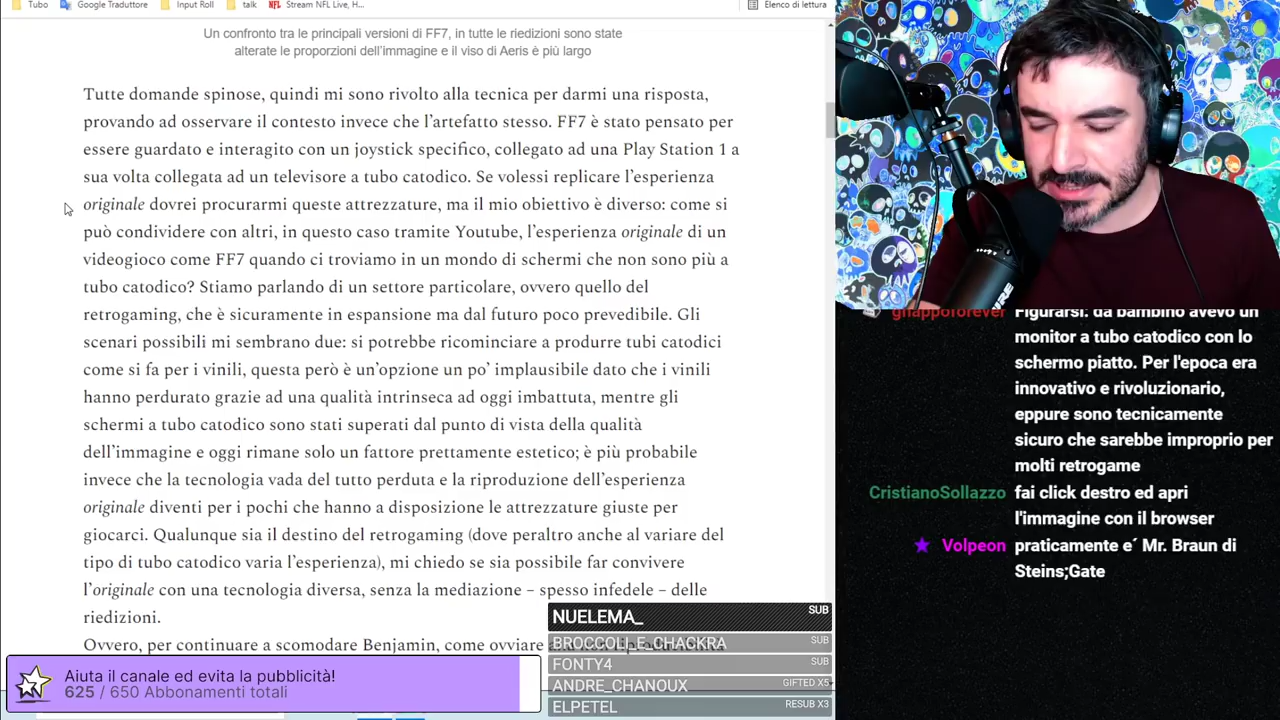 Tubo
Google Traduttore
Input Roll
talk
NFL
Stream NFL Live, H...
Elenco di lettura
Un confronto tra le principali versioni di FF7, in tutte le riedizioni sono state
alterate le proporzioni dell'immagine e il viso di Aeris è più largo
Tutte domande spinose, quindi mi sono rivolto alla tecnica per darmi una risposta,
provando ad osservare il contesto invece che l'artefatto stesso. FF7 è stato pensato per
essere guardato e interagito con un joystick specifico, collegato ad una Play Station 1 a
sua volta collegata ad un televisore a tubo catodico. Se volessi replicare l'esperienza
originale dovrei procurarmi queste attrezzature, ma il mio obiettivo è diverso: come si
può condividere con altri, in questo caso tramite Youtube, l'esperienza originale di un
videogioco come FF7 quando ci troviamo in un mondo di schermi che non sono più a
tubo catodico? Stiamo parlando di un settore particolare, ovvero quello del
retrogaming, che è sicuramente in espansione ma dal futuro poco prevedibile. Gli
scenari possibili mi sembrano due: si potrebbe ricominciare a produrre tubi catodici
come si fa per i vinili, questa però è un'opzione un po' implausibile dato che i vinili
hanno perdurato grazie ad una qualità intrinseca ad oggi imbattuta, mentre gli
schermi a tubo catodico sono stati superati dal punto di vista della qualità
dell'immagine e oggi rimane solo un fattore prettamente estetico; è più probabile
invece che la tecnologia vada del tutto perduta e la riproduzione dell'esperienza
originale diventi per i pochi che hanno a disposizione le attrezzature giuste per
giocarci. Qualunque sia il destino del retrogaming (dove peraltro anche al variare del
tipo di tubo catodico varia l'esperienza), mi chiedo se sia possibile far convivere
l'originale con una tecnologia diversa, senza la mediazione – spesso infedele – delle
riedizioni.
Ovvero, per continuare a scomodare Benjamin, come ovviare
Aiuta il canale ed evita la pubblicità!
625 / 650 Abbonamenti totali
NUELEMA_ SUB
BROCCOLI_E_CHACKRA SUB
FONTY4 SUB
ANDRE_CHANOUX GIFTED X5
ELPETEL RESUB X3
SHURE
ghappoforever Figurarsi: da bambino avevo un
monitor a tubo catodico con lo
schermo piatto. Per l'epoca era
innovativo e rivoluzionario,
eppure sono tecnicamente
sicuro che sarebbe improprio per
molti retrogame
CristianoSollazzo fai click destro ed apri
l'immagine con il browser
Volpeon praticamente e´ Mr. Braun di
Steins;Gate